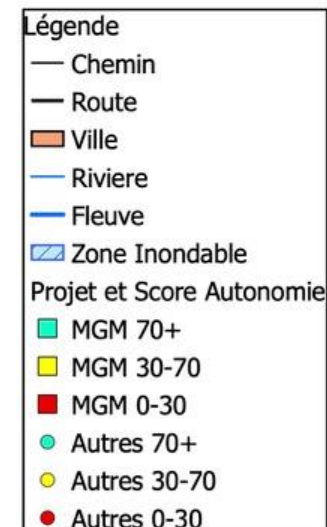 Légende
Chemin
Route
Ville
Riviere
Fleuve
Zone Inondable
Projet et Score Autonomie
MGM 70+
MGM 30-70
MGM 0-30
Autres 70+
Autres 30-70
Autres 0-30